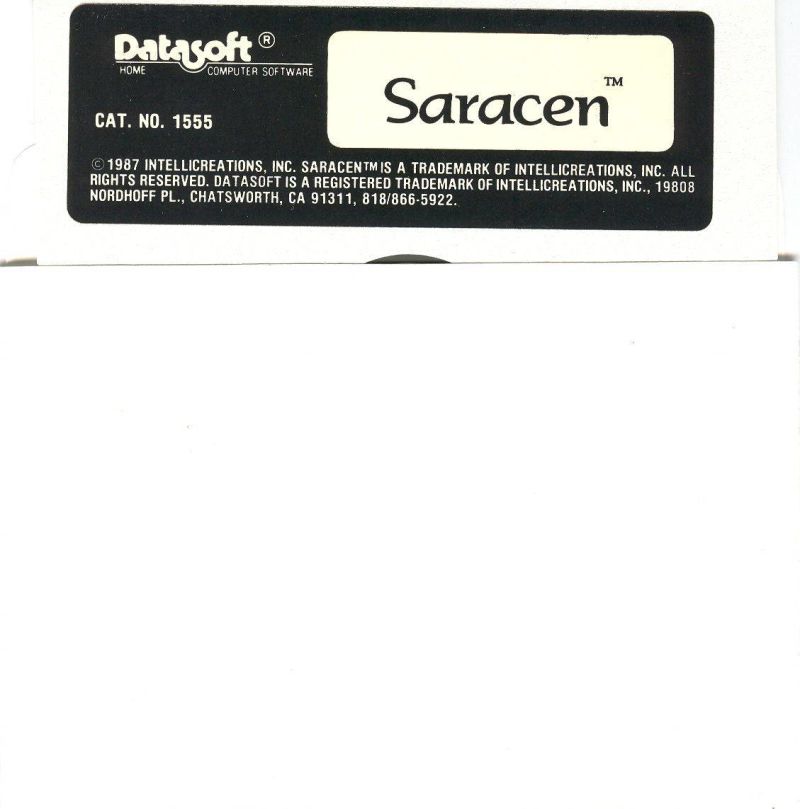 Datasoft®
HOME COMPUTER SOFTWARE
Saracen™
CAT. NO. 1555
©1987 INTELLICREATIONS, INC. SARACEN™ IS A TRADEMARK OF INTELLICREATIONS, INC. ALL
RIGHTS RESERVED. DATASOFT IS A REGISTERED TRADEMARK OF INTELLICREATIONS, INC., 19808
NORDHOFF PL., CHATSWORTH, CA 91311, 818/866-5922.